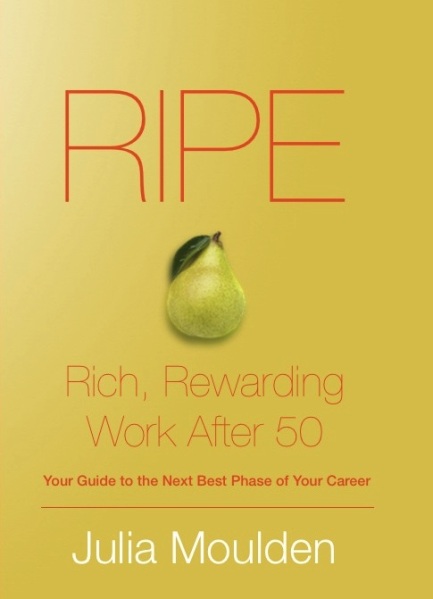 RIPE
Rich, Rewarding
Work After 50
Your Guide to the Next Best Phase of Your Career
Julia Moulden